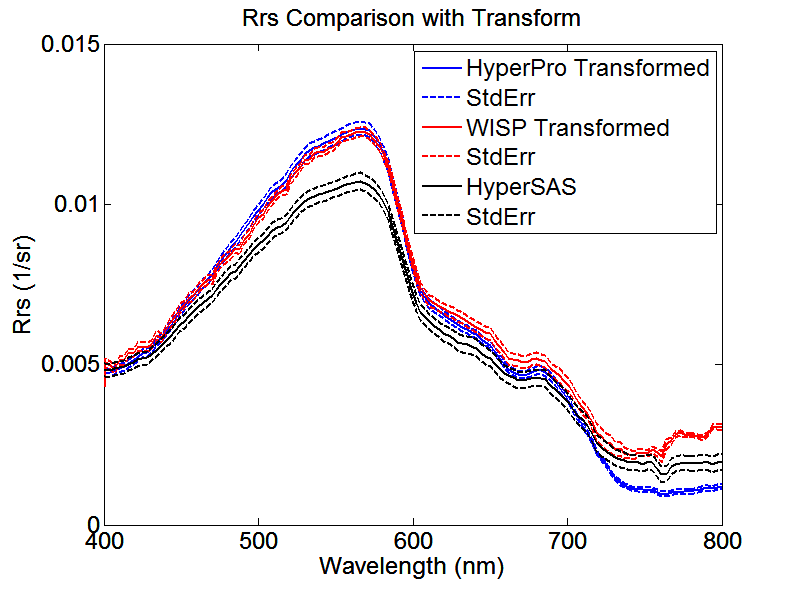 Rrs Comparison with Transform
0.015
0.01
0.005
0
Rrs (1/sr)
HyperPro Transformed
StdErr
WISP Transformed
StdErr
HyperSAS
StdErr
400 500 600 700 800
Wavelength (nm)